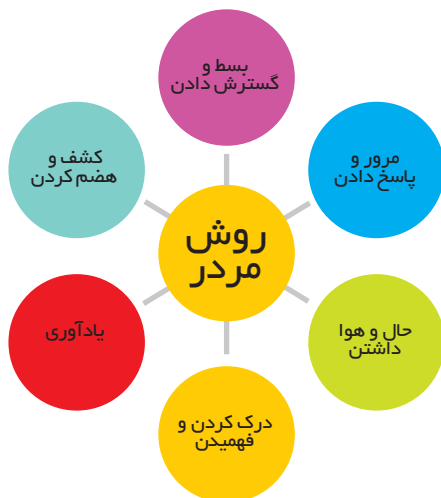 بسط و
گسترش دادن
مرور و
پاسخ دادن
کشف و
هضم کردن
روش
مردر
حال و هوا
داشتن
یادآوری
درک کردن و
فهمیدن